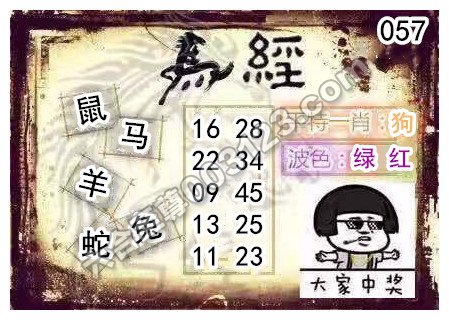 057
馬經
鼠
马
羊
蛇 兔
16 28
22 34
09 45
13 25
11 23
特一肖：狗
波色：绿 红
大家中奖